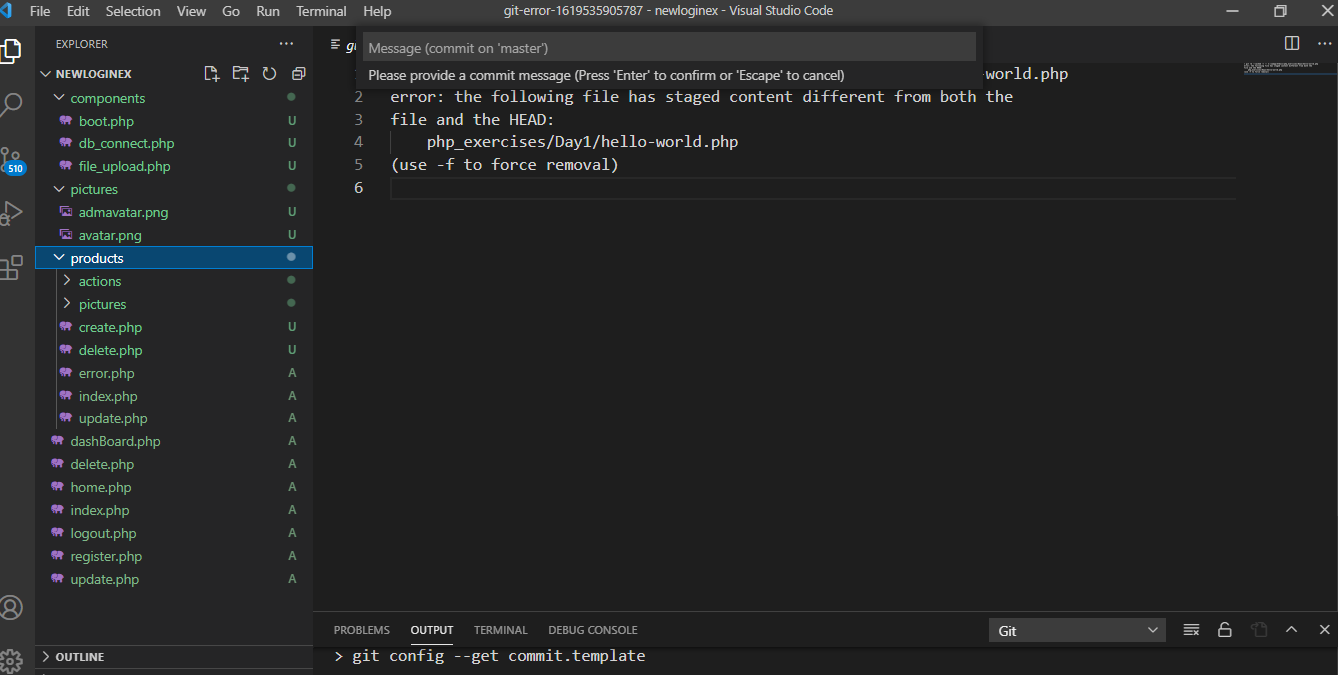 File Edit Selection View Go Run Terminal Help
git-error-1619535905787 - newloginex - Visual Studio Code
EXPLORER
Message (commit on 'master')
Please provide a commit message (Press 'Enter' to confirm or 'Escape' to cancel)
NEWLOGINEX
-world.php
2 error: the following file has staged content different from both the
3 file and the HEAD:
4 php_exercises/Day1/hello-world.php
5 (use -f to force removal)
6
components
boot.php U
db_connect.php U
file_upload.php U
510
pictures
admavatar.png U
avatar.png U
products
actions
pictures
create.php U
delete.php U
error.php A
index.php A
update.php A
dashBoard.php A
delete.php A
home.php A
index.php A
logout.php A
register.php A
update.php A
OUTLINE
PROBLEMS OUTPUT TERMINAL DEBUG CONSOLE
Git
> git config --get commit.template